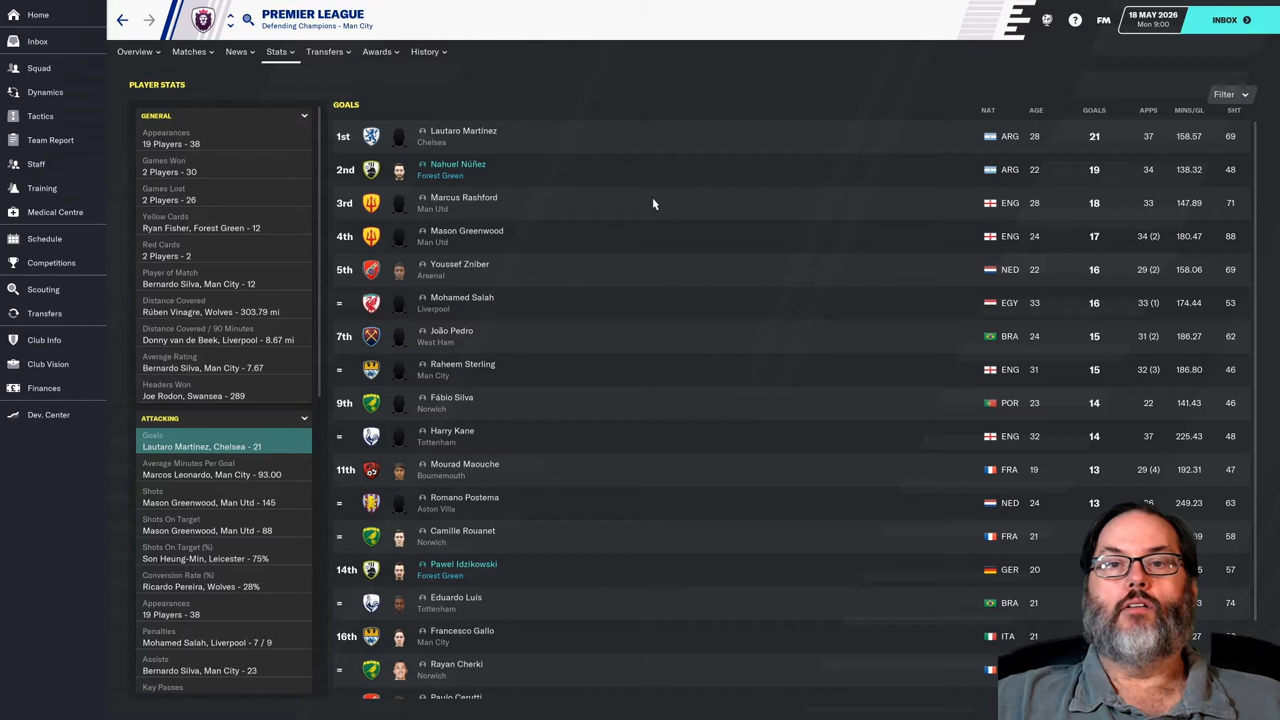 Home
Inbox
Squad
Dynamics
Tactics
Team Report
Staff
Training
Medical Centre
Schedule
Competitions
Scouting
Transfers
Club Info
Club Vision
Finances
Dev. Center
PREMIER LEAGUE
Defending Champions - Man City
? FM
18 MAY 2026
Mon 9:00
INBOX
Overview Matches News Stats Transfers Awards History
PLAYER STATS
Filter
GENERAL
Appearances
19 Players - 38
Games Won
2 Players - 30
Games Lost
2 Players - 26
Yellow Cards
Ryan Fisher, Forest Green - 12
Red Cards
2 Players - 2
Player of Match
Bernardo Silva, Man City - 12
Distance Covered
Rúben Vinagre, Wolves - 303.79 mi
Distance Covered / 90 Minutes
Donny van de Beek, Liverpool - 8.67 mi
Average Rating
Bernardo Silva, Man City - 7.67
Headers Won
Joe Rodon, Swansea - 289
ATTACKING
Goals
Lautaro Martínez, Chelsea - 21
Average Minutes Per Goal
Marcos Leonardo, Man City - 93.00
Shots
Mason Greenwood, Man Utd - 145
Shots On Target
Mason Greenwood, Man Utd - 88
Shots On Target (%)
Son Heung-Min, Leicester - 75%
Conversion Rate (%)
Ricardo Pereira, Wolves - 28%
Appearances
19 Players - 38
Penalties
Mohamed Salah, Liverpool - 7 / 9
Assists
Bernardo Silva, Man City - 23
Key Passes
GOALS NAT AGE GOALS APPS MINS/GL SHT
1st Lautaro Martínez ARG 28 21 37 158.57 69
Chelsea
2nd Nahuel Núñez ARG 22 19 34 138.32 48
Forest Green
3rd Marcus Rashford ENG 28 18 33 147.89 71
Man Utd
4th Mason Greenwood ENG 24 17 34 (2) 180.47 88
Man Utd
5th Youssef Zniber NED 22 16 29 (2) 158.06 69
Arsenal
= Mohamed Salah EGY 33 16 33 (1) 174.44 53
Liverpool
7th João Pedro BRA 24 15 31 (2) 186.27 62
West Ham
= Raheem Sterling ENG 31 15 32 (3) 186.80 46
Man City
9th Fábio Silva POR 23 14 22 141.43 46
Norwich
= Harry Kane ENG 32 14 37 225.43 48
Tottenham
11th Mourad Maouche FRA 19 13 29 (4) 192.31 47
Bournemouth
= Romano Postema NED 24 13 249.23 63
Aston Villa
= Camille Rouanet FRA 21 58
Norwich
14th Pawel Idzikowski GER 20 57
Forest Green
= Eduardo Luís BRA 21 74
Tottenham
16th Francesco Gallo ITA 21
Man City
= Rayan Cherki
Norwich
Paulo Cerutti